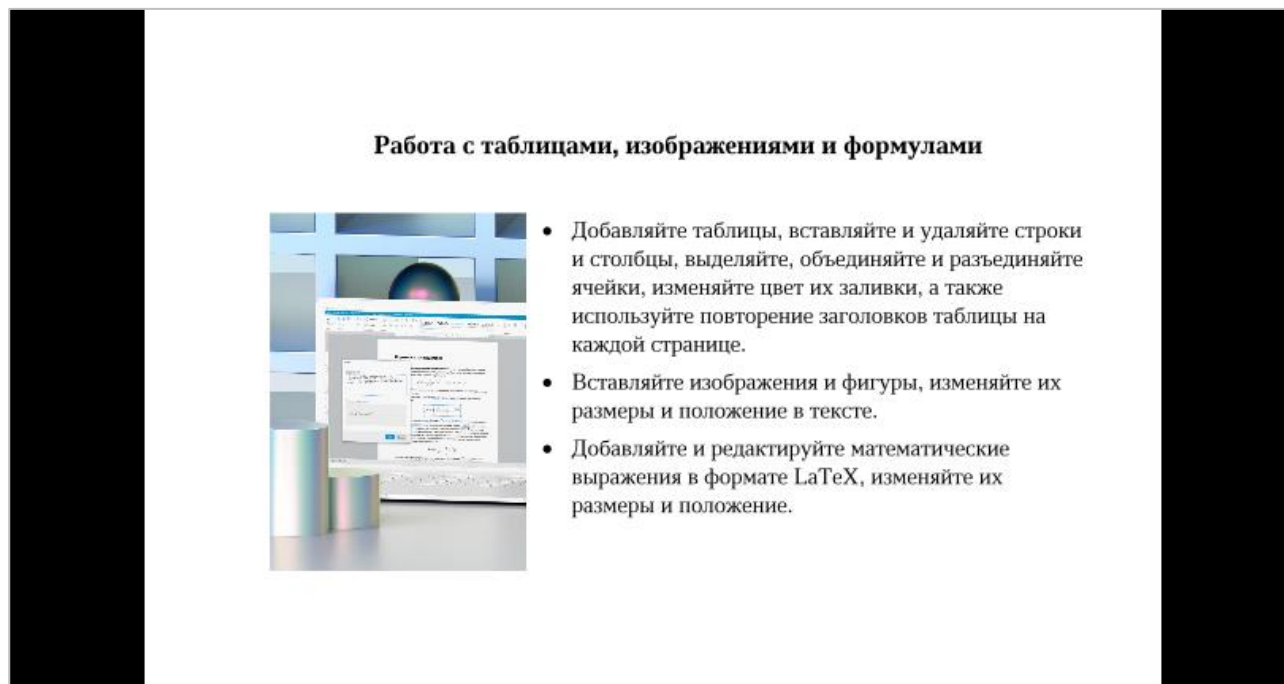 Работа с таблицами, изображениями и формулами
• Добавляйте таблицы, вставляйте и удаляйте строки
и столбцы, выделяйте, объединяйте и разъединяйте
ячейки, изменяйте цвет их заливки, а также
используйте повторение заголовков таблицы на
каждой странице.
• Вставляйте изображения и фигуры, изменяйте их
размеры и положение в тексте.
• Добавляйте и редактируйте математические
выражения в формате LaTeX, изменяйте их
размеры и положение.